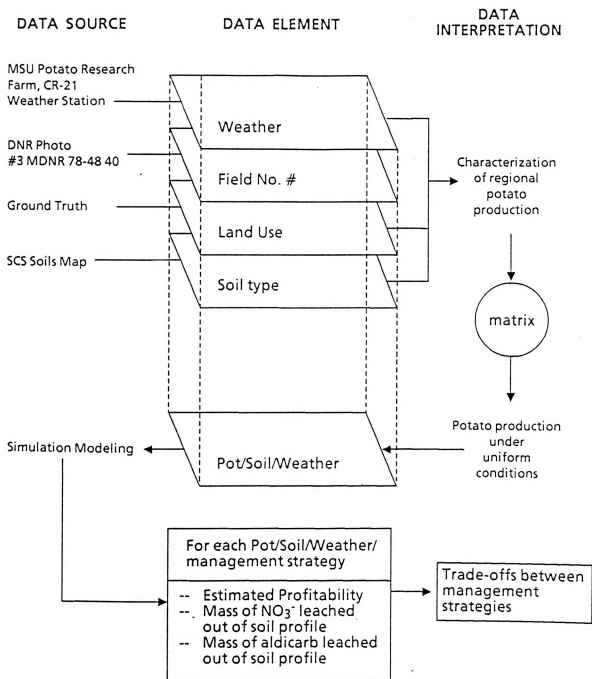 DATA SOURCE
DATA ELEMENT
DATA
INTERPRETATION
MSU Potato Research
Farm, CR-21
Weather Station
Weather
DNR Photo
#3 MDNR 78-48 40
Field No. #
Ground Truth
Land Use
SCS Soils Map
Soil type
Characterization
of regional
potato
production
matrix
Potato production
under
uniform
conditions
Simulation Modeling
Pot/Soil/Weather
For each Pot/Soil/Weather/
management strategy
-- Estimated Profitability
-- Mass of NO₃⁻ leached
out of soil profile
-- Mass of aldicarb leached
out of soil profile
Trade-offs between
management
strategies